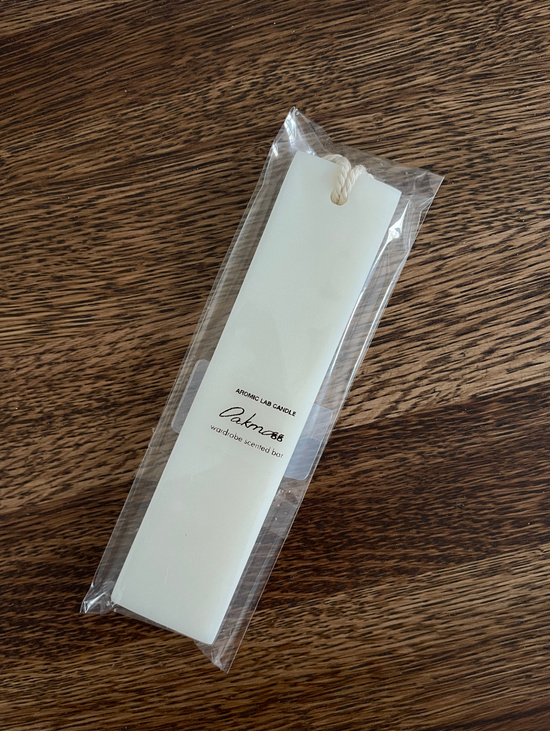 AROMIC LAB CANDLE
Oakmoss
wardrobe scented bar